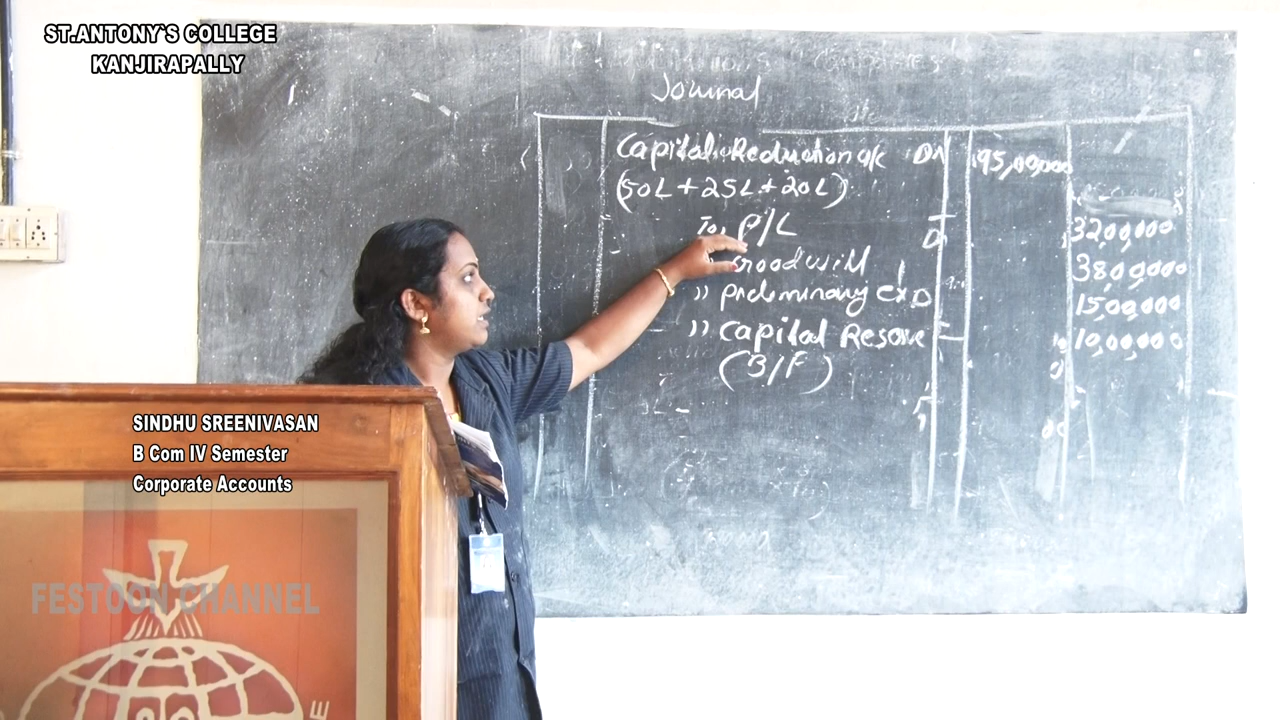 ST.ANTONY`S COLLEGE
KANJIRAPALLY
Journal
Capital Reduction a/c Dr 95,00,000
(50L + 25L + 20L)
To, P/L 32,00,000
Goodwill 38,00,000
,, preliminary ex 15,00,000
,, Capital Reserve 10,00,000
(B/F)
SINDHU SREENIVASAN
B Com IV Semester
Corporate Accounts
FESTOON CHANNEL